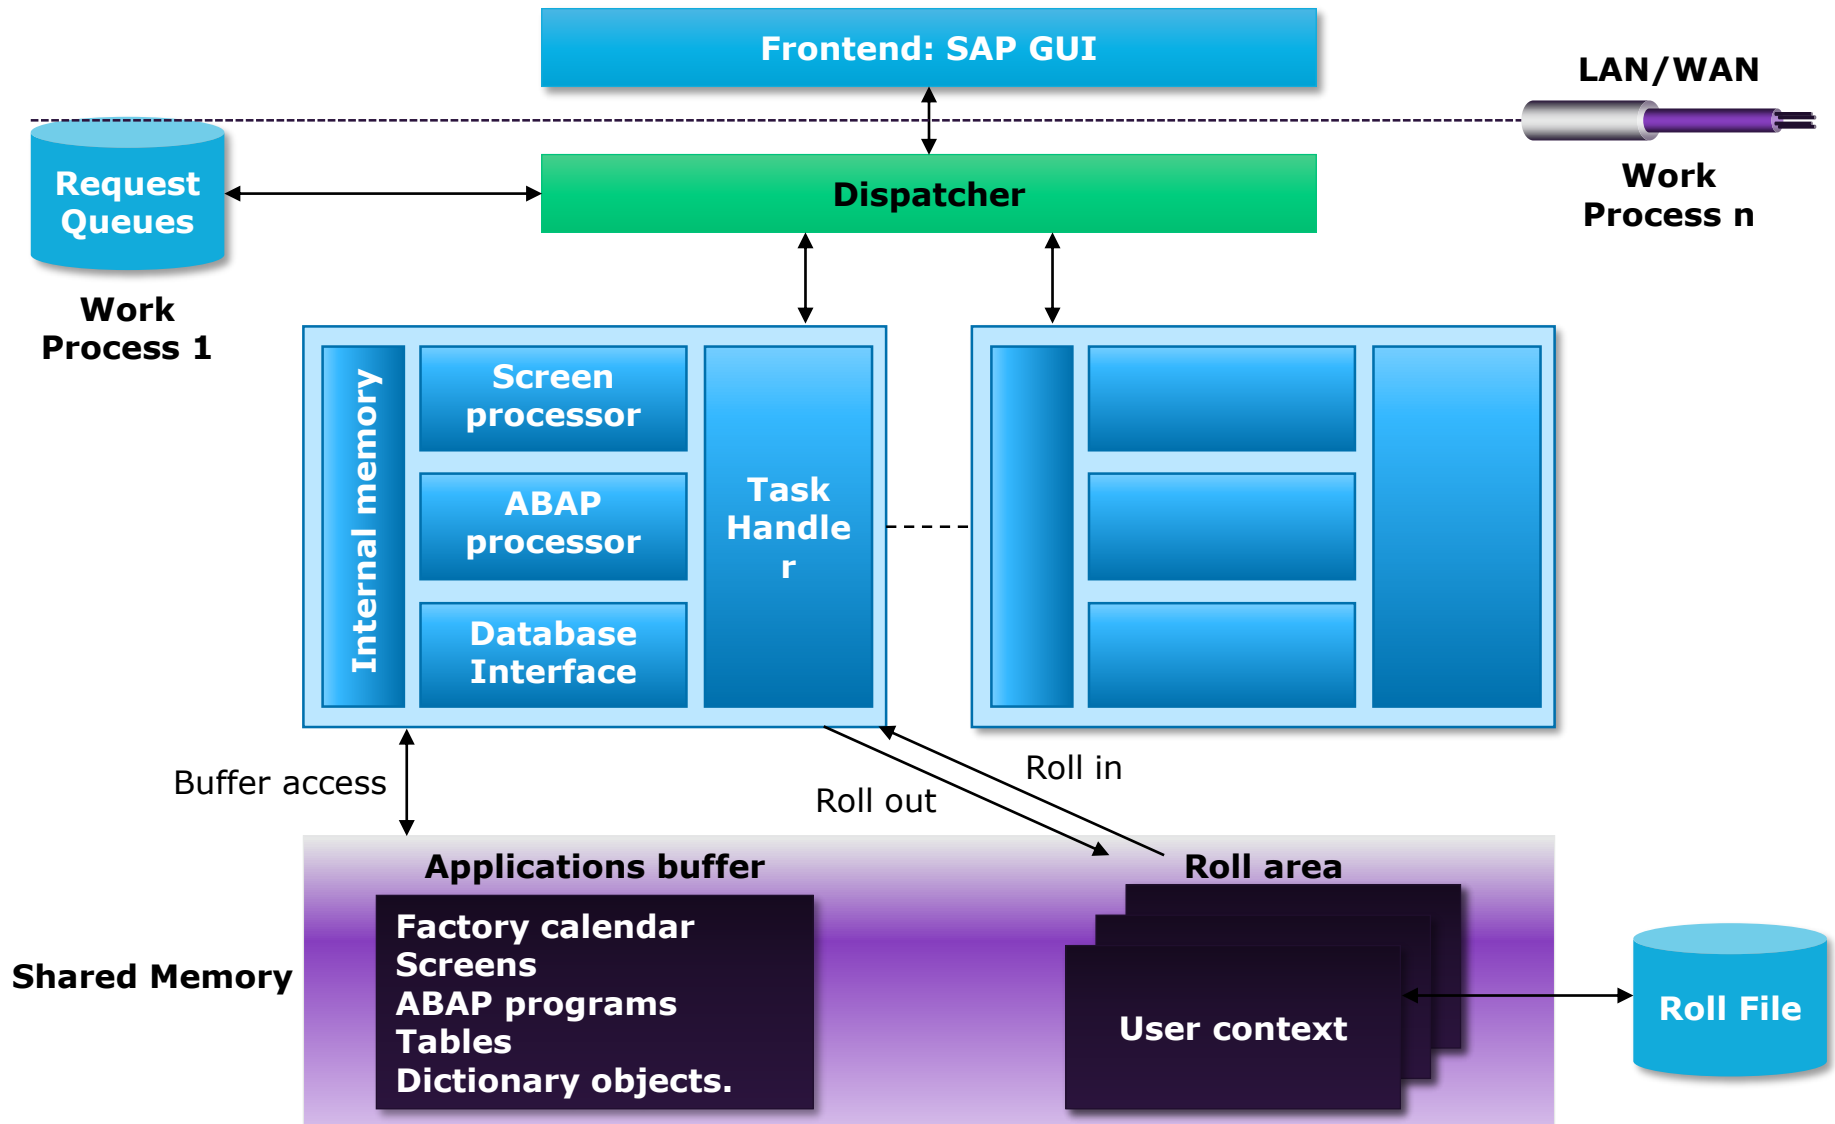 Frontend: SAP GUI
LAN/WAN
Request
Queues
Dispatcher
Work
Process n
Work
Process 1
Internal memory
Screen
processor
ABAP
processor
Database
Interface
Task
Handle
r
Buffer access
Roll out
Roll in
Shared Memory
Applications buffer
Factory calendar
Screens
ABAP programs
Tables
Dictionary objects.
Roll area
User context
Roll File